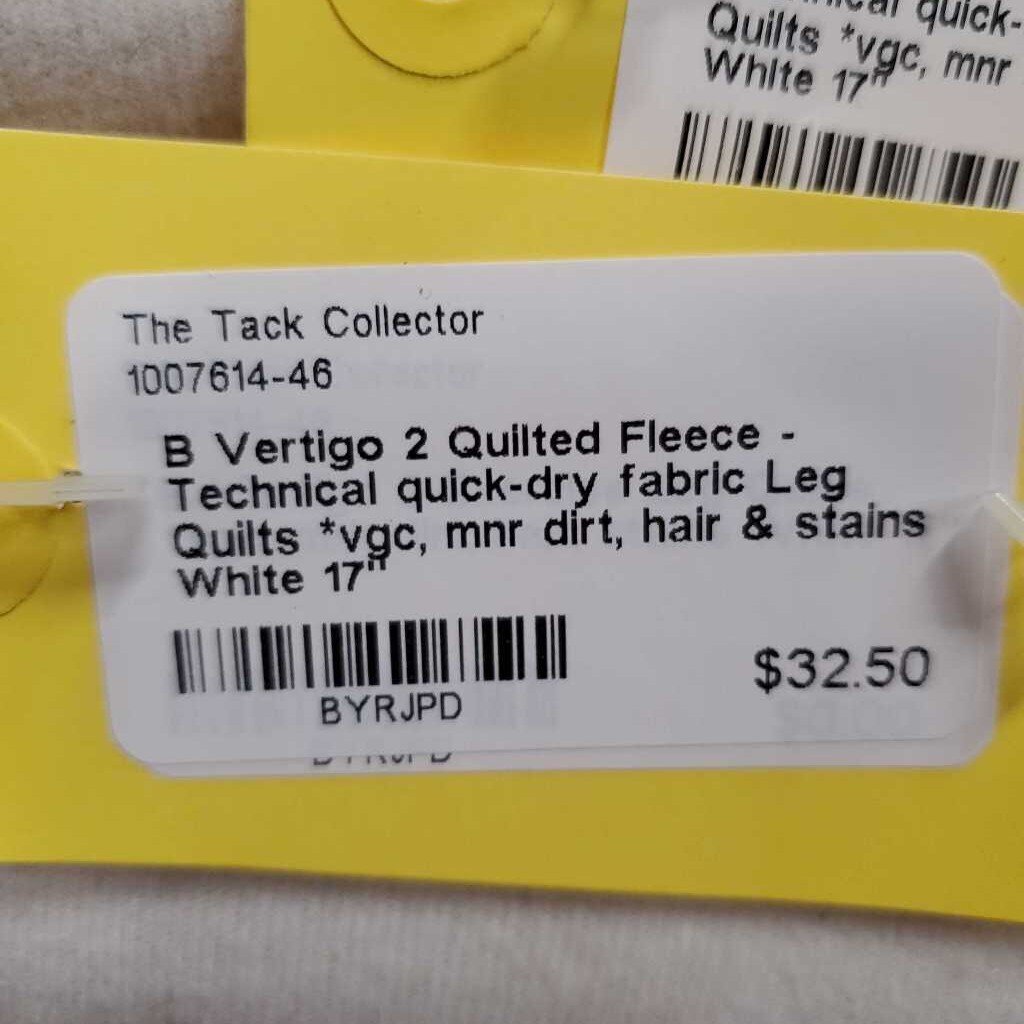 quick-
Quilts *vgc, mnr
White 17"
The Tack Collector
1007614-46
B Vertigo 2 Quilted Fleece -
Technical quick-dry fabric Leg
Quilts *vgc, mnr dirt, hair & stains
White 17"
BYRJPD
$32.50